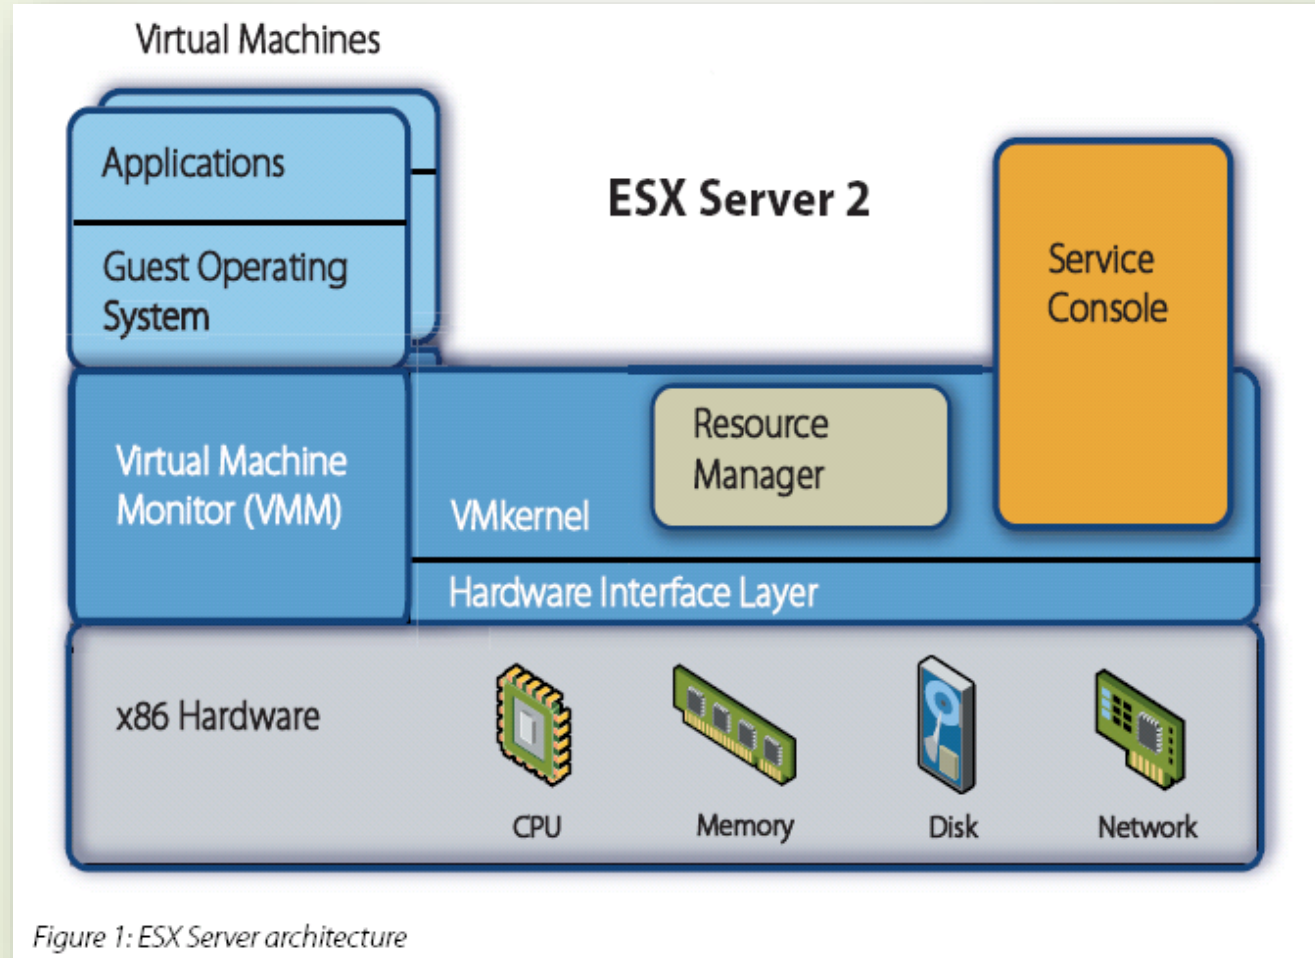 Virtual Machines
Applications
Guest Operating
System
ESX Server 2
Service
Console
Virtual Machine
Monitor (VMM)
VMkernel
Resource
Manager
Hardware Interface Layer
x86 Hardware
CPU
Memory
Disk
Network
Figure 1: ESX Server architecture